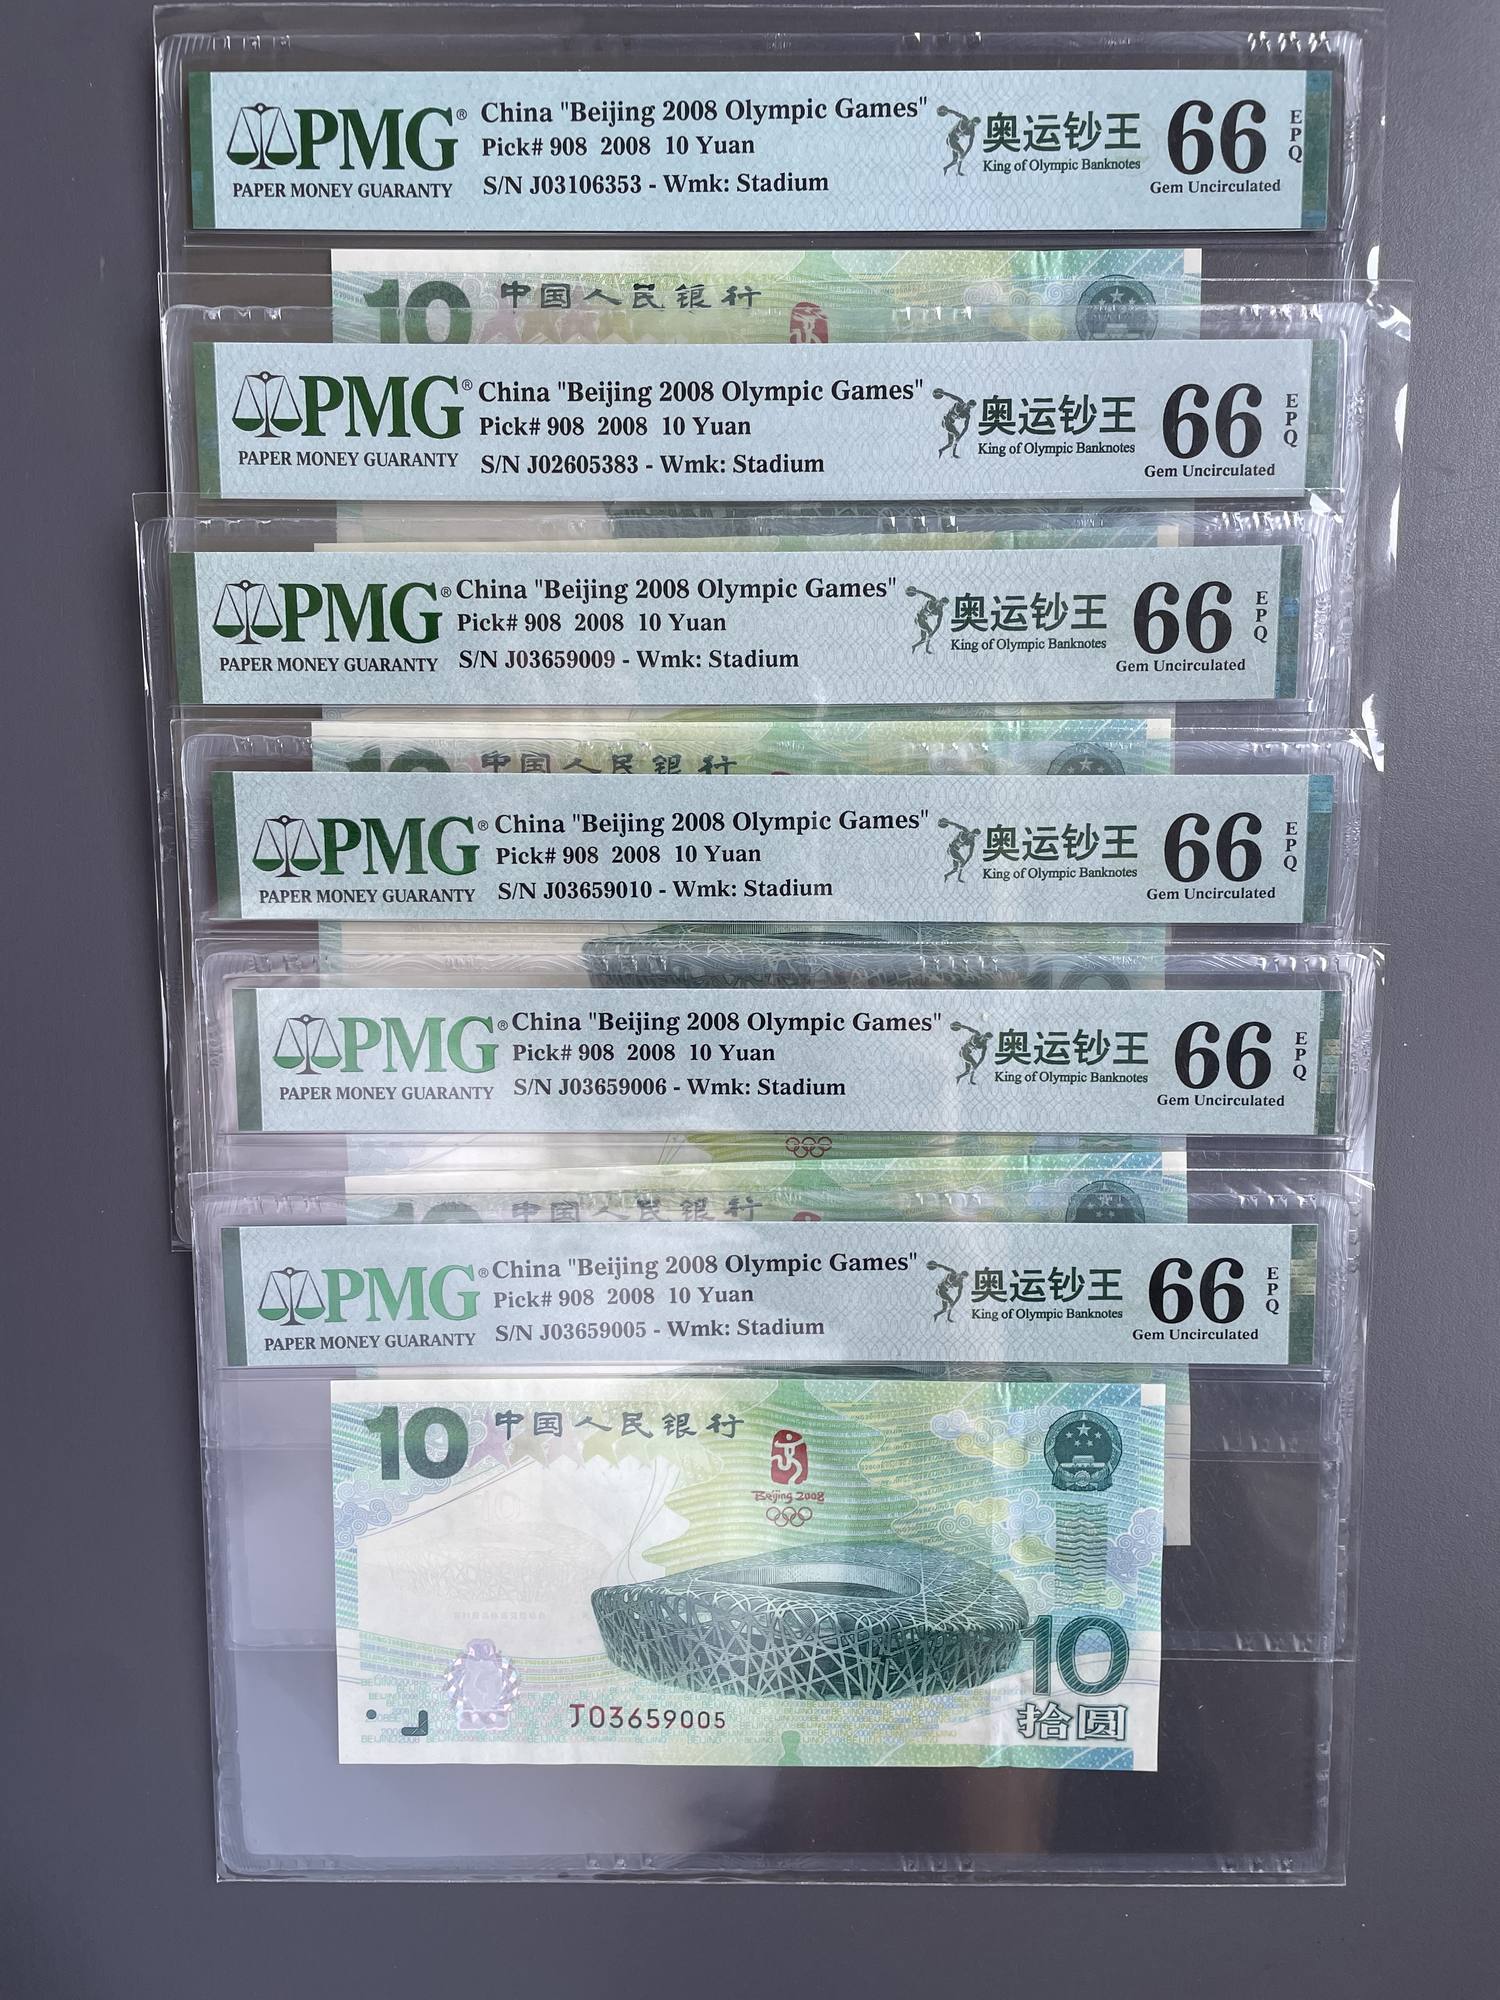 PMG®
PAPER MONEY GUARANTY
China "Beijing 2008 Olympic Games"
Pick# 908 2008 10 Yuan
S/N J03106353 - Wmk: Stadium
奥运钞王
King of Olympic Banknotes
66
EPQ
Gem Uncirculated
10 中国人民银行
PMG®
PAPER MONEY GUARANTY
China "Beijing 2008 Olympic Games"
Pick# 908 2008 10 Yuan
S/N J02605383 - Wmk: Stadium
奥运钞王
King of Olympic Banknotes
66
EPQ
Gem Uncirculated
PMG®
PAPER MONEY GUARANTY
China "Beijing 2008 Olympic Games"
Pick# 908 2008 10 Yuan
S/N J03659009 - Wmk: Stadium
奥运钞王
King of Olympic Banknotes
66
EPQ
Gem Uncirculated
10 中国人民银行
PMG®
PAPER MONEY GUARANTY
China "Beijing 2008 Olympic Games"
Pick# 908 2008 10 Yuan
S/N J03659010 - Wmk: Stadium
奥运钞王
King of Olympic Banknotes
66
EPQ
Gem Uncirculated
PMG®
PAPER MONEY GUARANTY
China "Beijing 2008 Olympic Games"
Pick# 908 2008 10 Yuan
S/N J03659006 - Wmk: Stadium
奥运钞王
King of Olympic Banknotes
66
EPQ
Gem Uncirculated
10 中国人民银行
PMG®
PAPER MONEY GUARANTY
China "Beijing 2008 Olympic Games"
Pick# 908 2008 10 Yuan
S/N J03659005 - Wmk: Stadium
奥运钞王
King of Olympic Banknotes
66
EPQ
Gem Uncirculated
10 中国人民银行
Beijing 2008
10
拾圆
J03659005